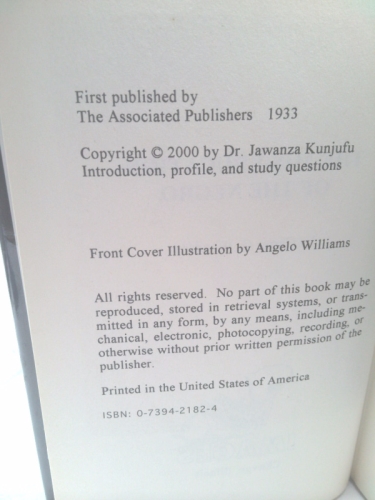 First published by
The Associated Publishers 1933
Copyright © 2000 by Dr. Jawanza Kunjufu
Introduction, profile, and study questions
Front Cover Illustration by Angelo Williams
All rights reserved. No part of this book may be
reproduced, stored in retrieval systems, or trans-
mitted in any form, by any means, including me-
chanical, electronic, photocopying, recording, or
otherwise without prior written permission of the
publisher.
Printed in the United States of America
ISBN: 0-7394-2182-4